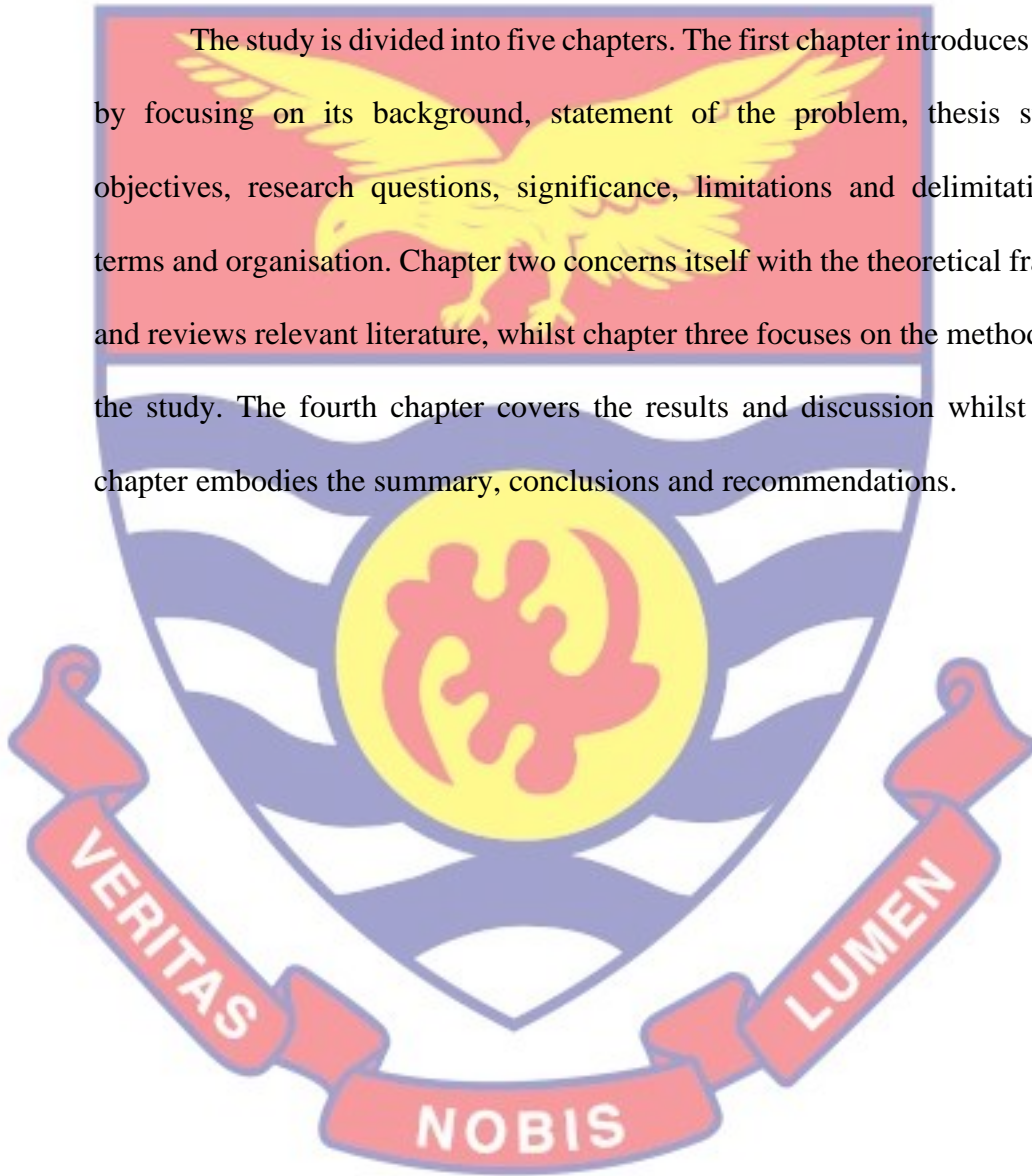 The study is divided into five chapters. The first chapter introduces
by focusing on its background, statement of the problem, thesis
objectives, research questions, significance, limitations and
terms and organisation. Chapter two concerns itself with the theoretical
and reviews relevant literature, whilst chapter three focuses on the
the study. The fourth chapter covers the results and discussion whilst
chapter embodies the summary, conclusions and recommendations.
VERITAS
NOBIS
LUMEN